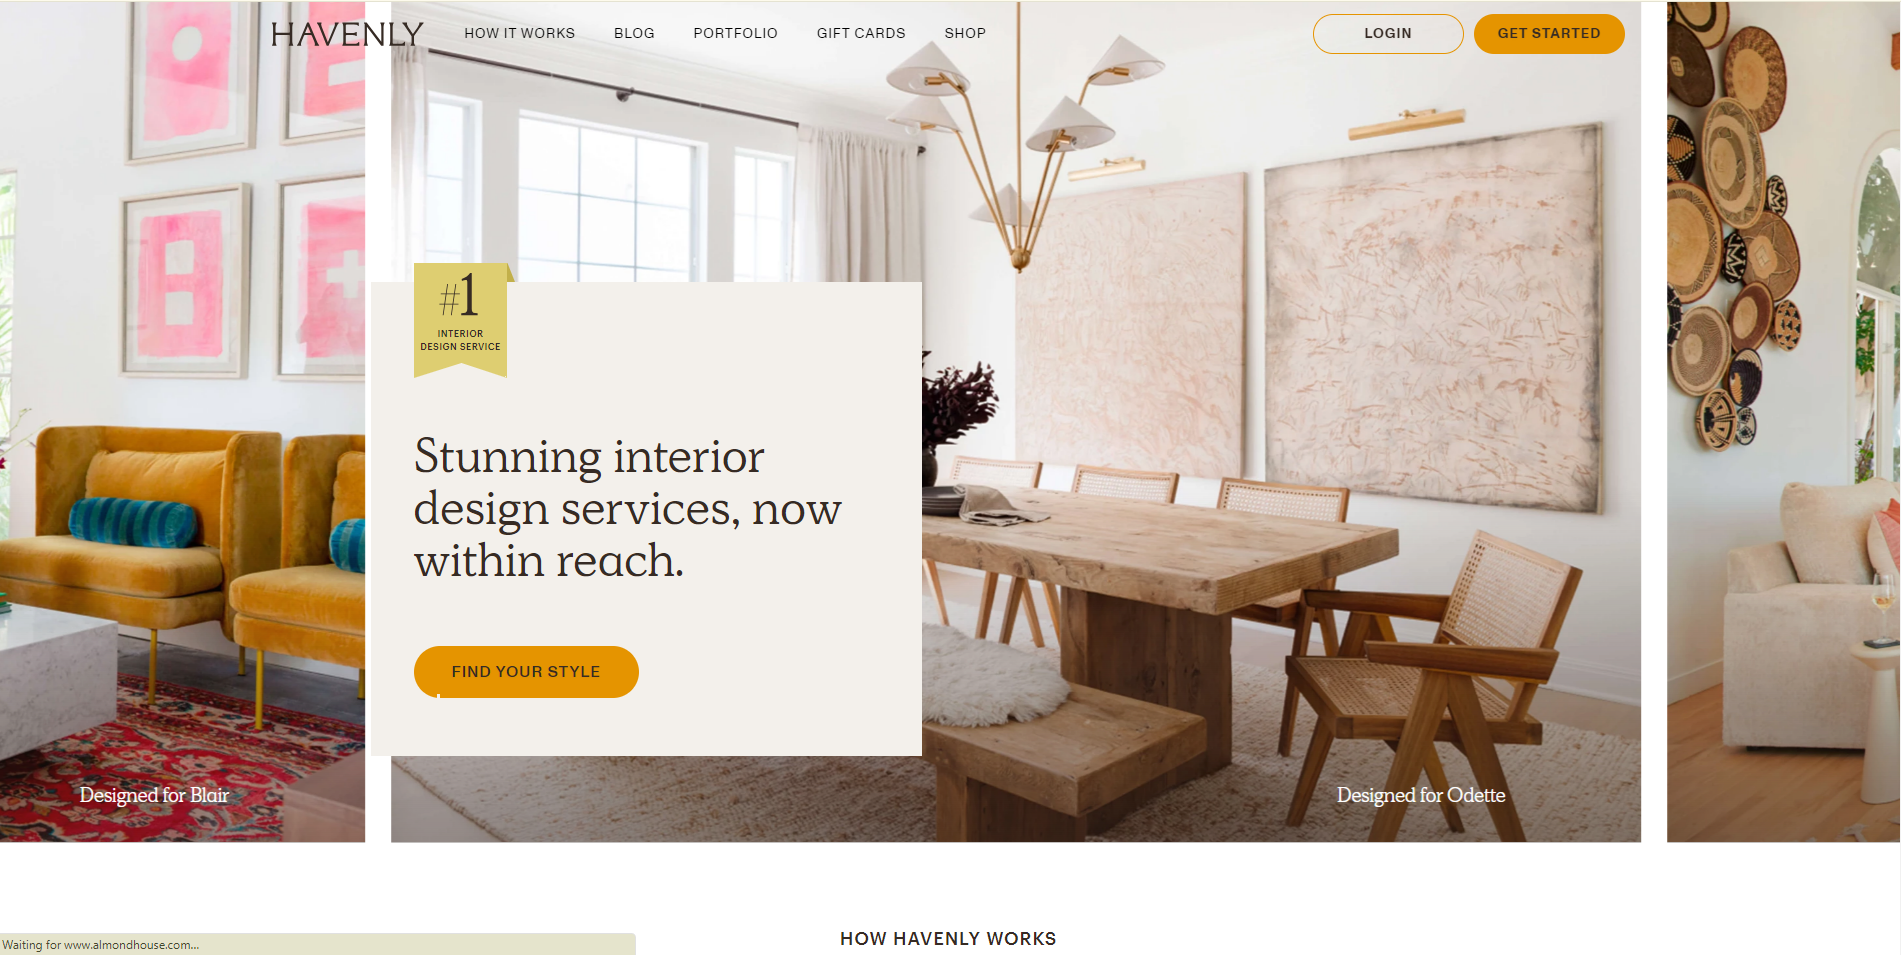 HAVENLY
HOW IT WORKS
BLOG
PORTFOLIO
GIFT CARDS
SHOP
LOGIN
GET STARTED
#1
INTERIOR
DESIGN SERVICE
Stunning interior
design services, now
within reach.
FIND YOUR STYLE
Designed for Blair
Designed for Odette
HOW HAVENLY WORKS
Waiting for www.almondhouse.com...